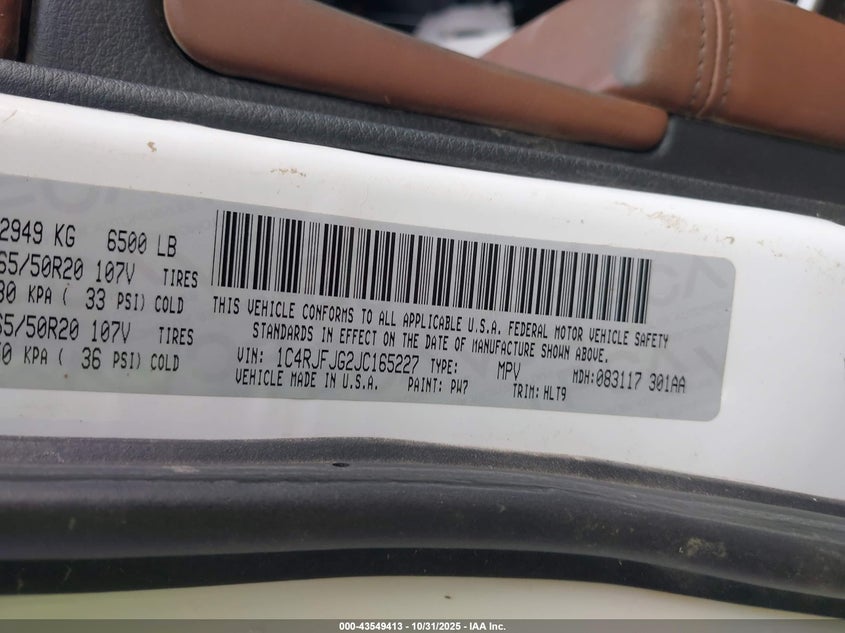 2949 KG 6500 LB
65/50R20 107V TIRES
30 KPA ( 33 PSI) COLD
65/50R20 107V TIRES
50 KPA ( 36 PSI) COLD
THIS VEHICLE CONFORMS TO ALL APPLICABLE U.S.A. FEDERAL MOTOR VEHICLE SAFETY
STANDARDS IN EFFECT ON THE DATE OF MANUFACTURE SHOWN ABOVE.
VIN: 1C4RJFJG2JC165227 TYPE: MPV MDH:083117 301AA
VEHICLE MADE IN U.S.A. PAINT: PW7 TRIM: HLT9
000-43549413 - 10/31/2025 - IAA Inc.